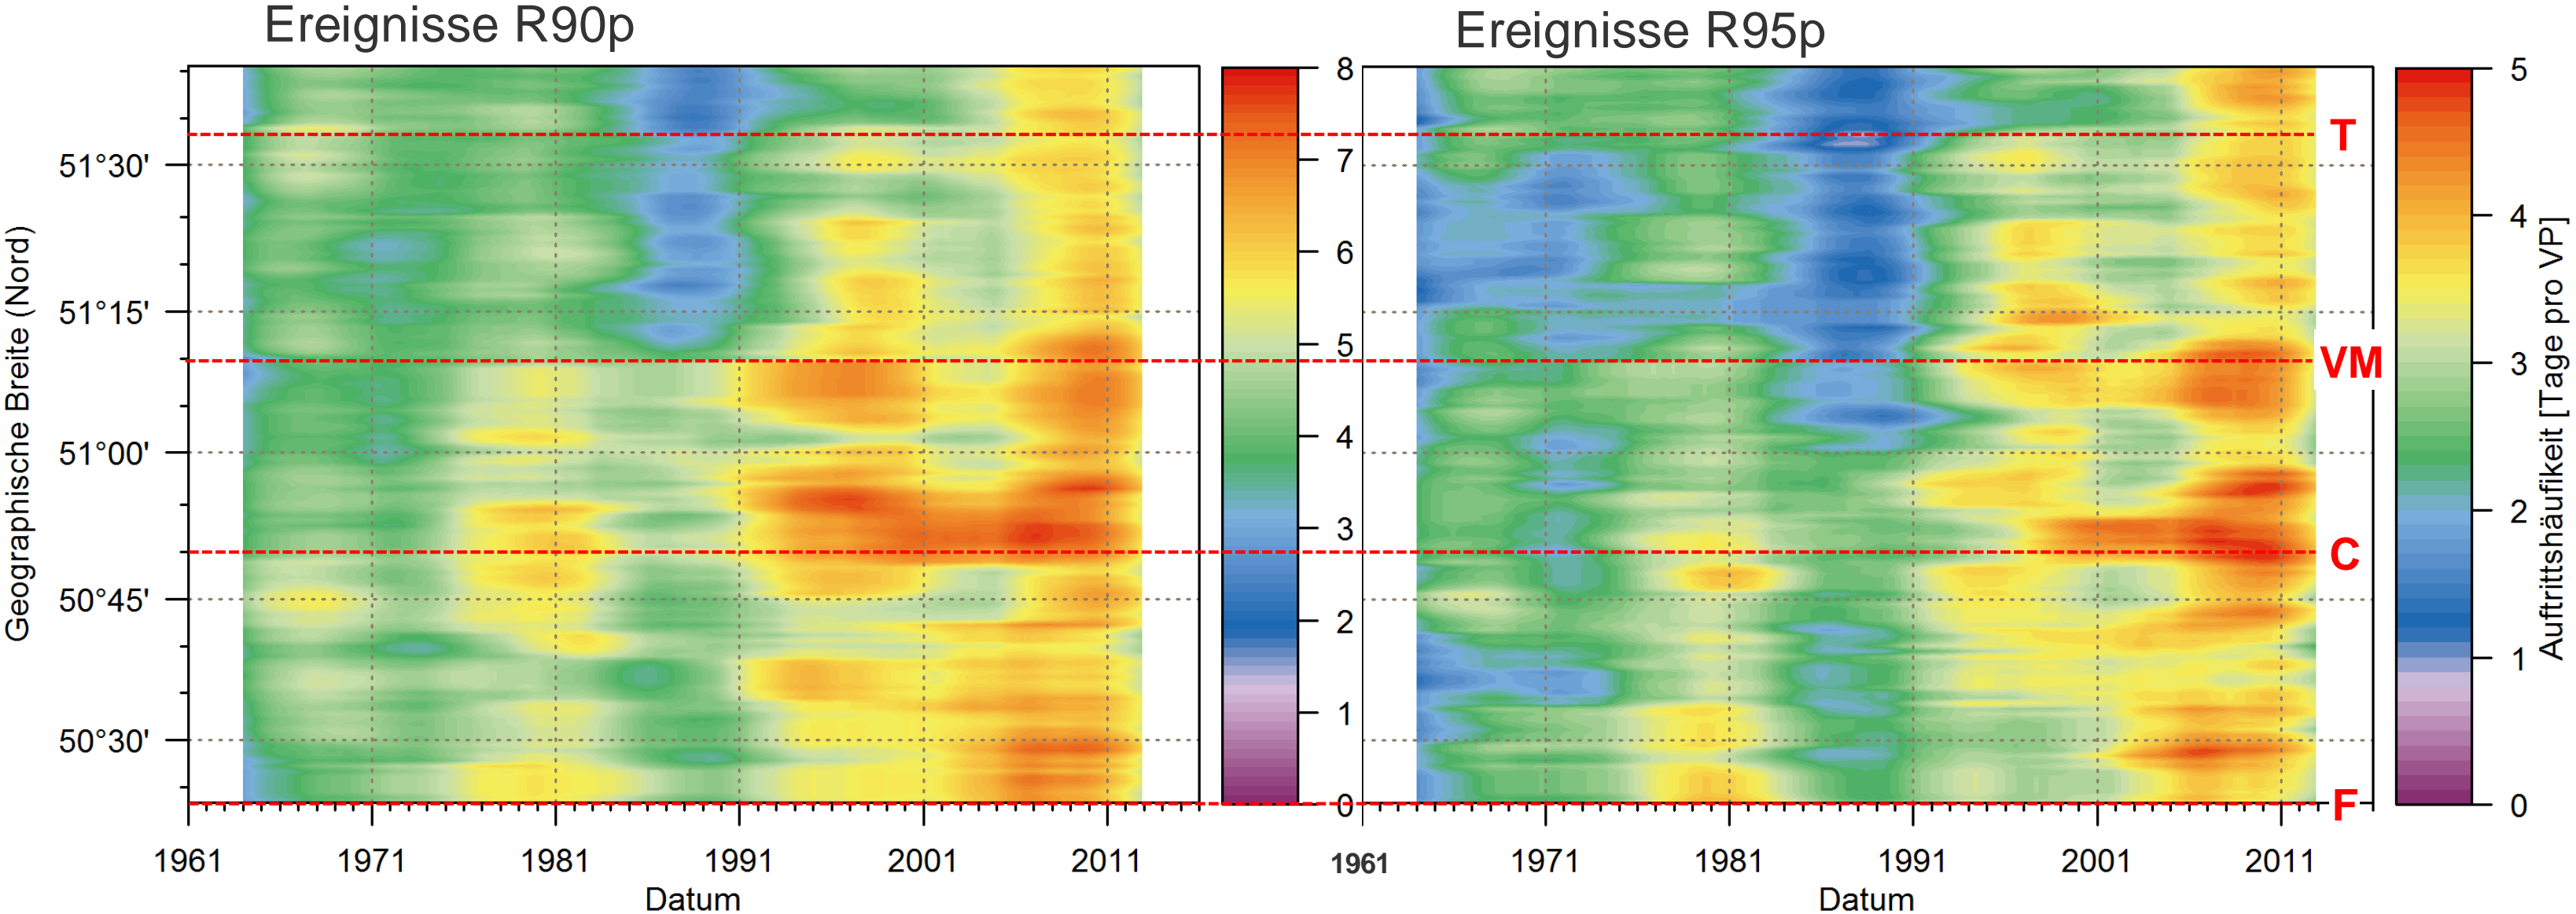 Ereignisse R90p
Ereignisse R95p
Geographische Breite (Nord)
51°30'
51°15'
51°00'
50°45'
50°30'
1961 1971 1981 1991 2001 2011
Datum
8
7
6
5
4
3
2
1
0
1961 1971 1981 1991 2001 2011
Datum
T
VM
C
F
5
4
3
2
1
0
Auftrittshäufikeit [Tage pro VP]